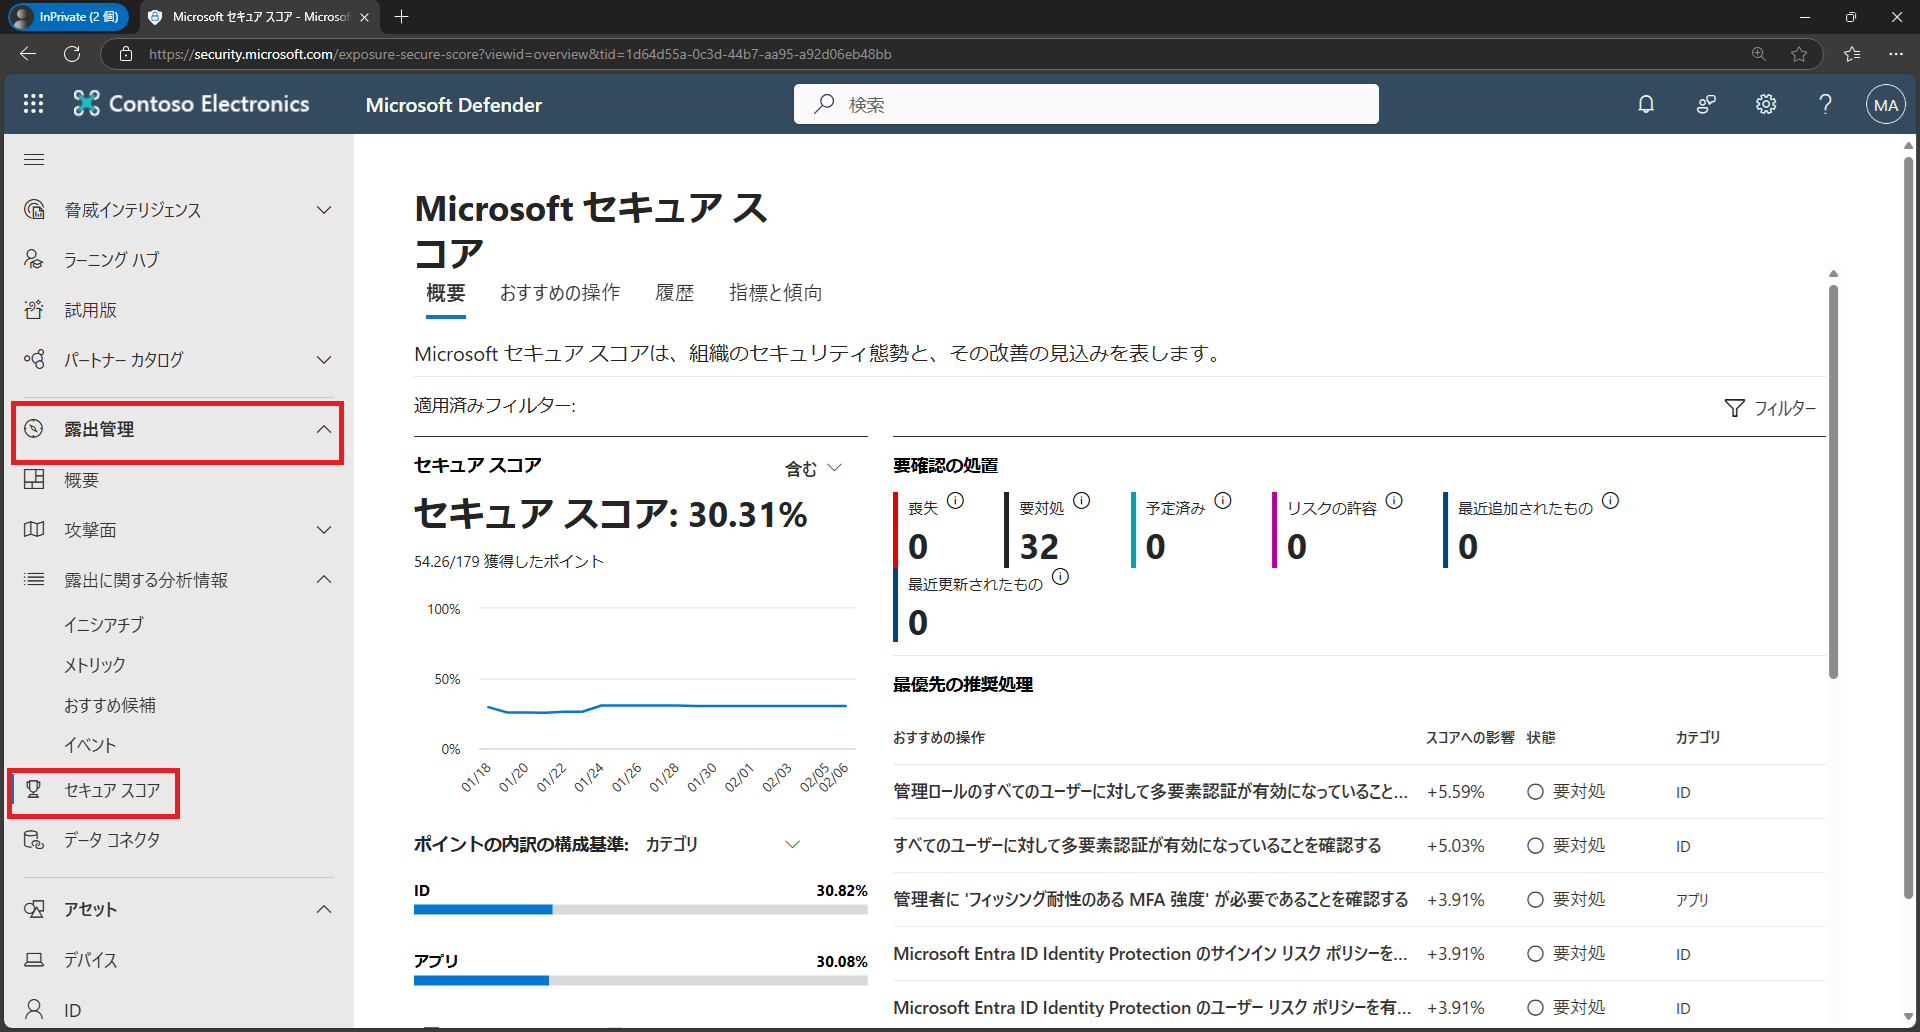 InPrivate (2 個)
Microsoft セキュア スコア - Microsof
https://security.microsoft.com/exposure-secure-score?viewid=overview&tid=1d64d55a-0c3d-44b7-aa95-a92d06eb48bb
Contoso Electronics
Microsoft Defender
検索
MA
脅威インテリジェンス
ラーニング ハブ
試用版
パートナー カタログ
露出管理
概要
攻撃面
露出に関する分析情報
イニシアチブ
メトリック
おすすめ候補
イベント
セキュア スコア
データ コネクタ
アセット
デバイス
ID
Microsoft セキュア ス
コア
概要 おすすめの操作 履歴 指標と傾向
Microsoft セキュア スコアは、組織のセキュリティ態勢と、その改善の見込みを表します。
適用済みフィルター:
フィルター
セキュア スコア
含む
セキュア スコア: 30.31%
54.26/179 獲得したポイント
100%
50%
0%
01/18 01/20 01/22 01/24 01/26 01/28 01/30 02/01 02/03 02/05 02/06
ポイントの内訳の構成基準: カテゴリ
ID 30.82%
アプリ 30.08%
要確認の処置
喪失 要対処 予定済み リスクの許容 最近追加されたもの
0 32 0 0 0
最近更新されたもの
0
最優先の推奨処理
おすすめの操作 スコアへの影響 状態 カテゴリ
管理ロールのすべてのユーザーに対して多要素認証が有効になっていること... +5.59% 要対処 ID
すべてのユーザーに対して多要素認証が有効になっていることを確認する +5.03% 要対処 ID
管理者に 'フィッシング耐性のある MFA 強度' が必要であることを確認する +3.91% 要対処 アプリ
Microsoft Entra ID Identity Protection のサインイン リスク ポリシーを... +3.91% 要対処 ID
Microsoft Entra ID Identity Protection のユーザー リスク ポリシーを有... +3.91% 要対処 ID